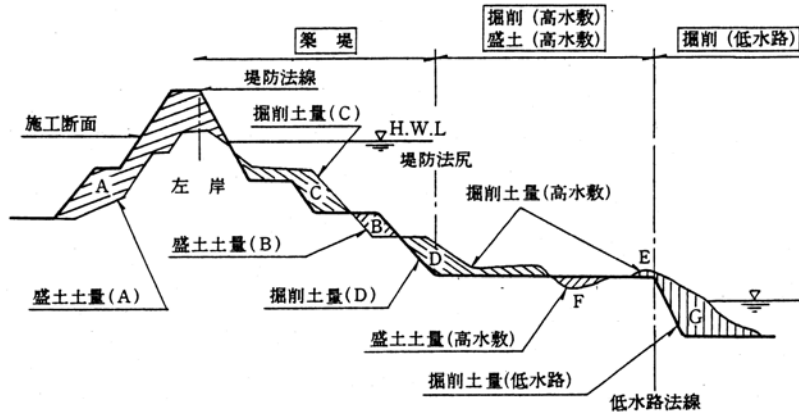 築堤
掘削(高水敷)
盛土(高水敷)
掘削(低水路)
堤防法線
掘削土量(C)
H.W.L
施工断面
堤防法尻
A
左岸
C
掘削土量(高水敷)
B
盛土土量(B)
D
E
盛土土量(A)
掘削土量(D)
F
G
盛土土量(高水敷)
掘削土量(低水路)
低水路法線